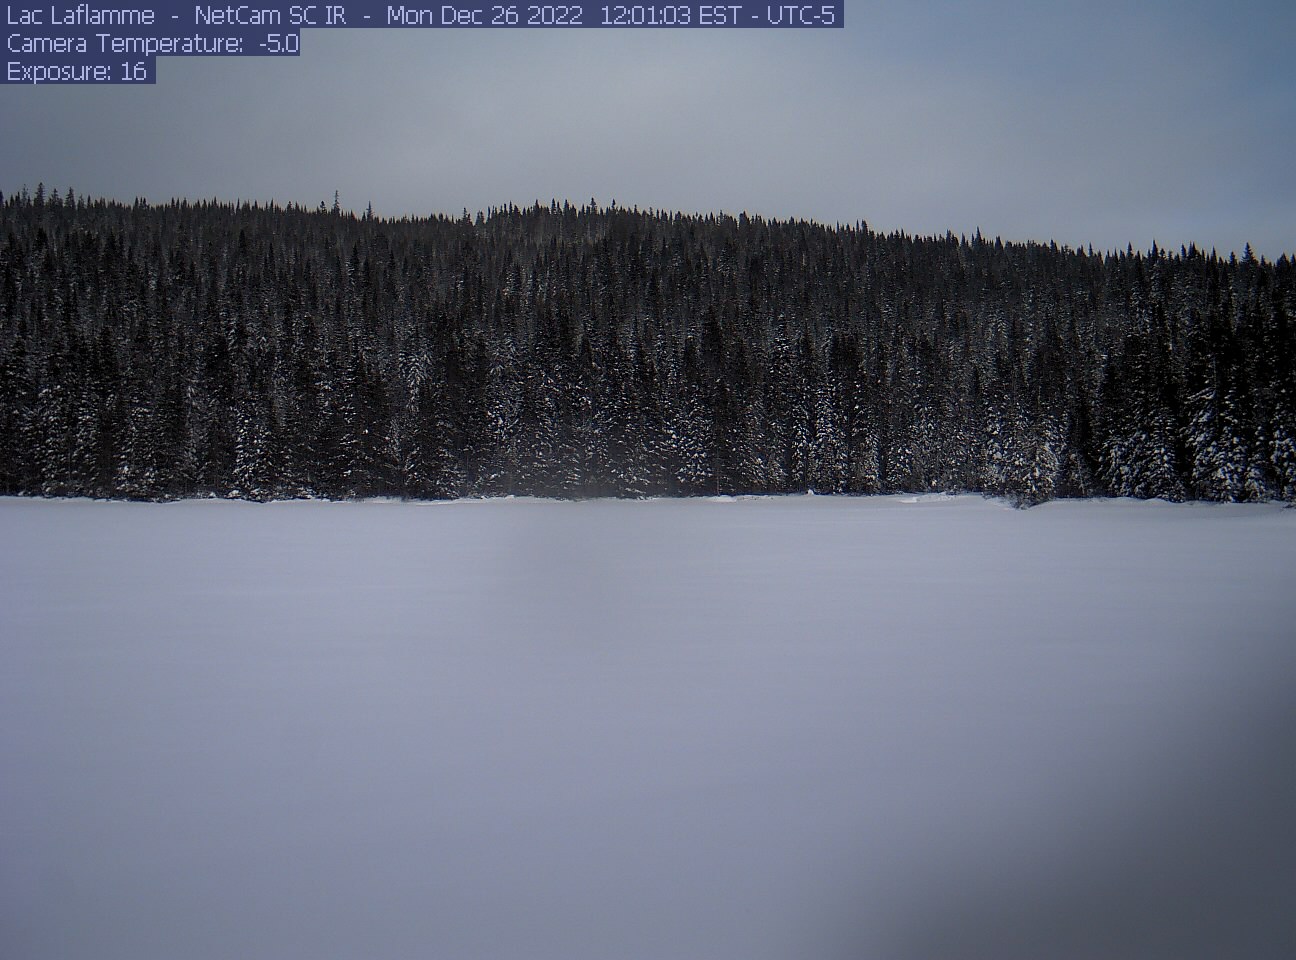 Lac Laflamme - NetCam SC IR - Mon Dec 26 2022 12:01:03 EST - UTC-5
Camera Temperature: -5.0
Exposure: 16